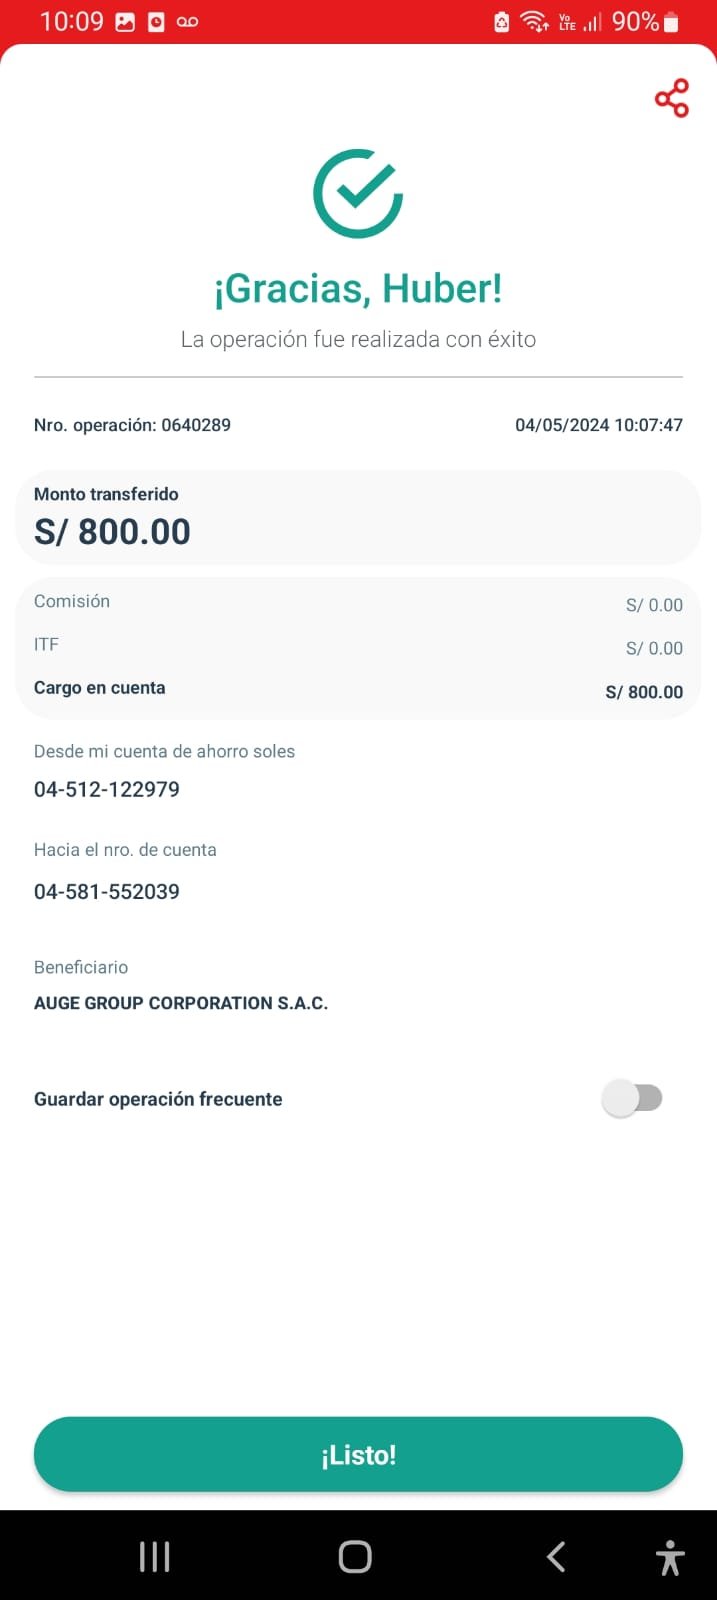 10:09
Vo
LTE
90%
¡Gracias, Huber!
La operación fue realizada con éxito
Nro. operación: 0640289
04/05/2024 10:07:47
Monto transferido
S/ 800.00
Comisión
S/ 0.00
ITF
S/ 0.00
Cargo en cuenta
S/ 800.00
Desde mi cuenta de ahorro soles
04-512-122979
Hacia el nro. de cuenta
04-581-552039
Beneficiario
AUGE GROUP CORPORATION S.A.C.
Guardar operación frecuente
¡Listo!